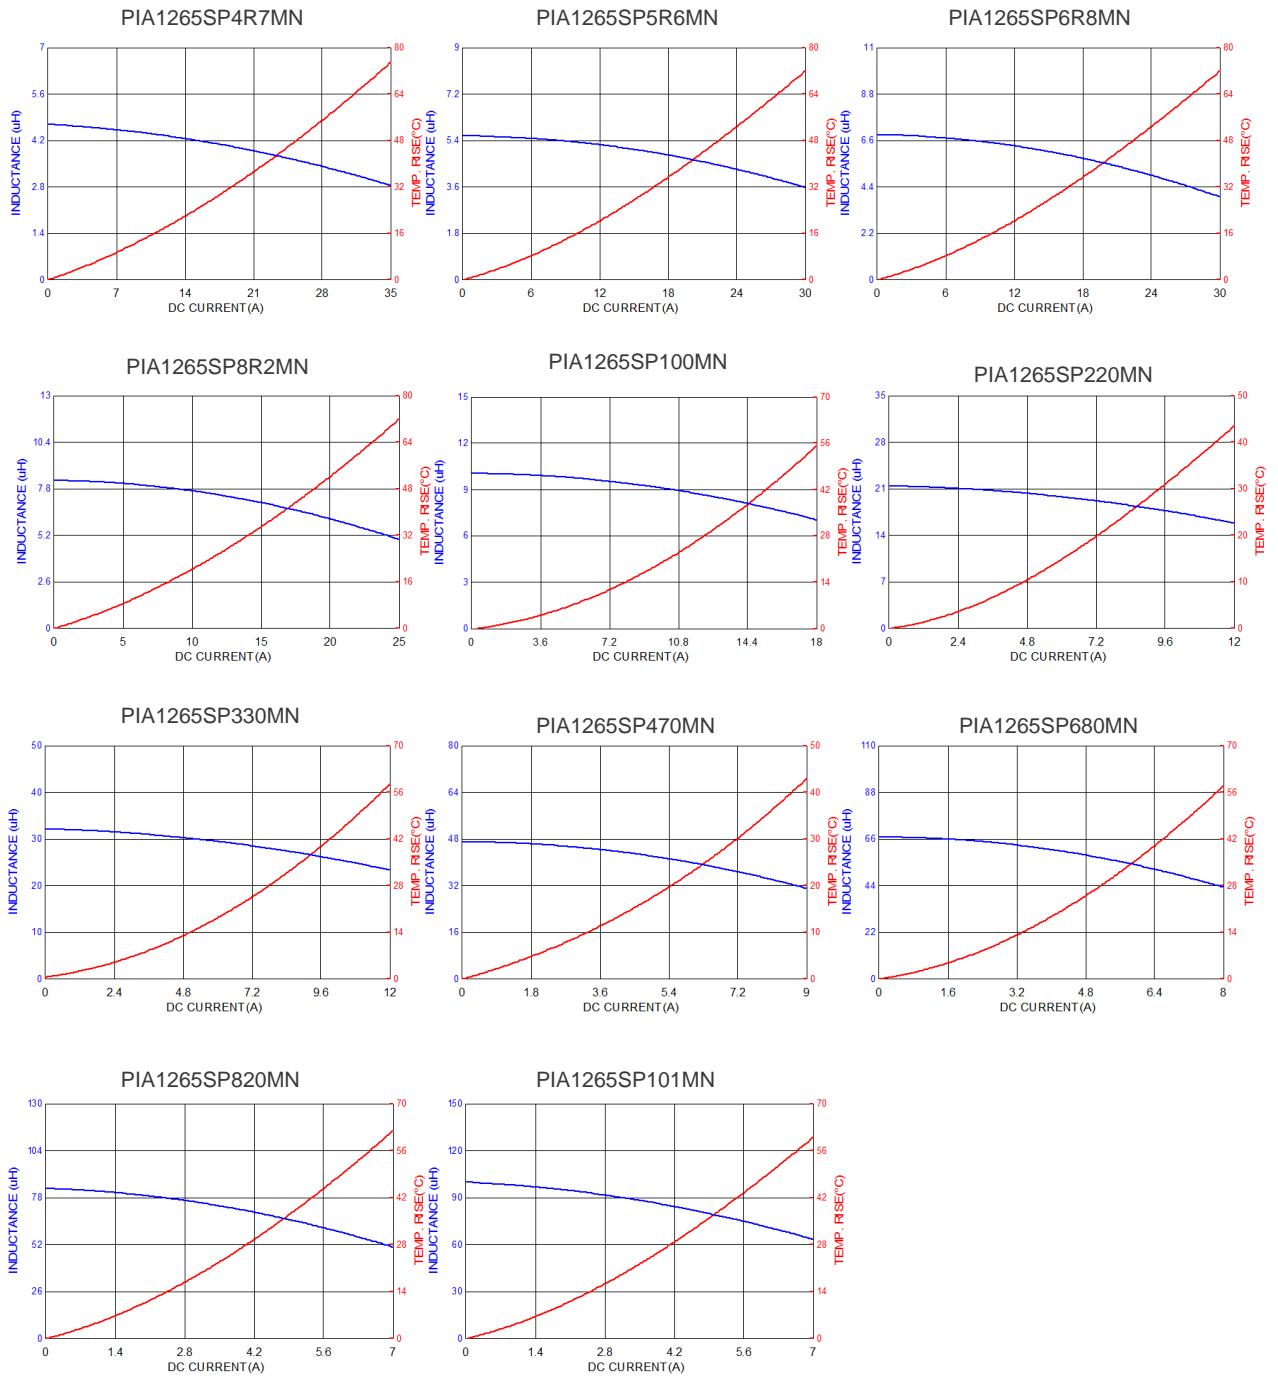 PIA1265SP4R7MN
7
5.6
4.2
2.8
1.4
0
INDUCTANCE (uH)
80
64
48
32
16
0
TEMP. RISE(°C)
0 7 14 21 28 35
DC CURRENT(A)
PIA1265SP5R6MN
9
7.2
5.4
3.6
1.8
0
INDUCTANCE (uH)
80
64
48
32
16
0
TEMP. RISE(°C)
0 6 12 18 24 30
DC CURRENT(A)
PIA1265SP6R8MN
11
8.8
6.6
4.4
2.2
0
INDUCTANCE (uH)
80
64
48
32
16
0
TEMP. RISE(°C)
0 6 12 18 24 30
DC CURRENT(A)
PIA1265SP8R2MN
13
10.4
7.8
5.2
2.6
0
INDUCTANCE (uH)
80
64
48
32
16
0
TEMP. RISE(°C)
0 5 10 15 20 25
DC CURRENT(A)
PIA1265SP100MN
15
12
9
6
3
0
INDUCTANCE (uH)
70
56
42
28
14
0
TEMP. RISE(°C)
0 3.6 7.2 10.8 14.4 18
DC CURRENT(A)
PIA1265SP220MN
35
28
21
14
7
0
INDUCTANCE (uH)
50
40
30
20
10
0
TEMP. RISE(°C)
0 2.4 4.8 7.2 9.6 12
DC CURRENT(A)
PIA1265SP330MN
50
40
30
20
10
0
INDUCTANCE (uH)
70
56
42
28
14
0
TEMP. RISE(°C)
0 2.4 4.8 7.2 9.6 12
DC CURRENT(A)
PIA1265SP470MN
80
64
48
32
16
0
INDUCTANCE (uH)
50
40
30
20
10
0
TEMP. RISE(°C)
0 1.8 3.6 5.4 7.2 9
DC CURRENT(A)
PIA1265SP680MN
110
88
66
44
22
0
INDUCTANCE (uH)
70
56
42
28
14
0
TEMP. RISE(°C)
0 1.6 3.2 4.8 6.4 8
DC CURRENT(A)
PIA1265SP820MN
130
104
78
52
26
0
INDUCTANCE (uH)
70
56
42
28
14
0
TEMP. RISE(°C)
0 1.4 2.8 4.2 5.6 7
DC CURRENT(A)
PIA1265SP101MN
150
120
90
60
30
0
INDUCTANCE (uH)
70
56
42
28
14
0
TEMP. RISE(°C)
0 1.4 2.8 4.2 5.6 7
DC CURRENT(A)